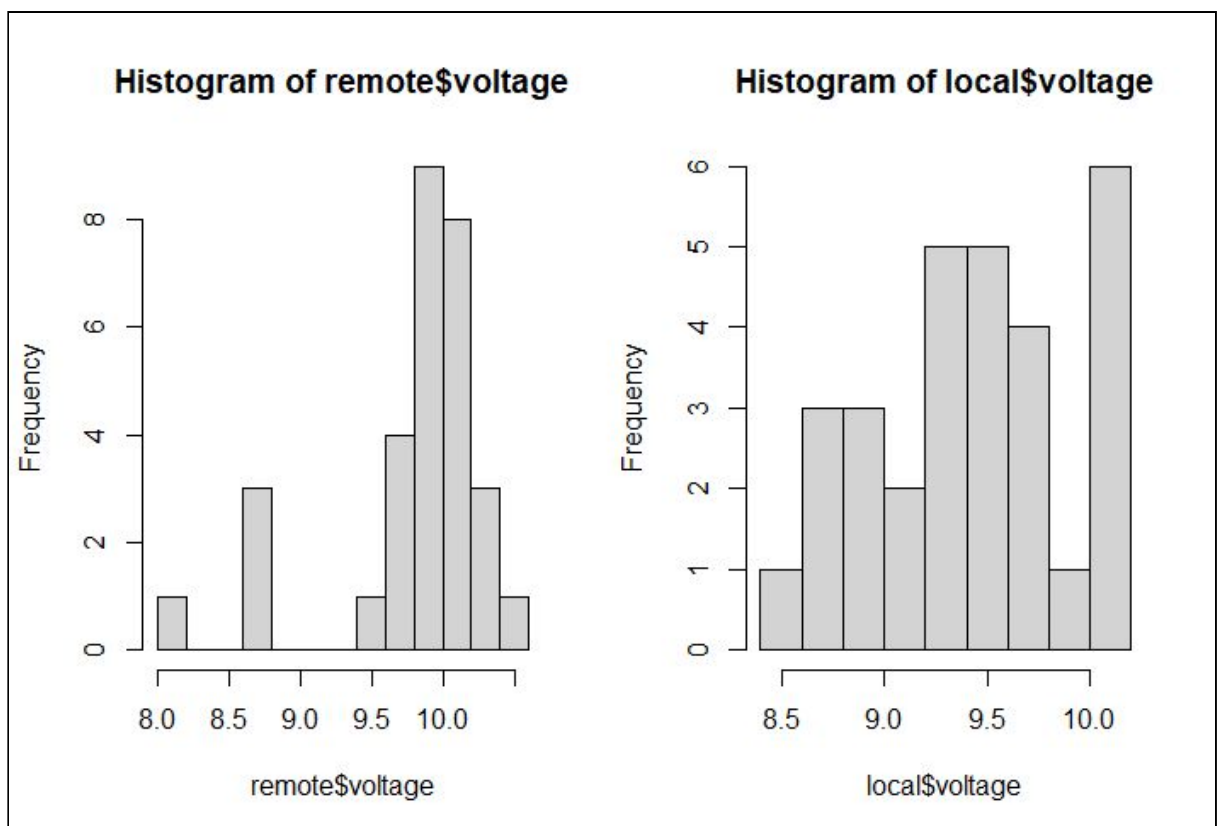 Histogram of remote$voltage
Frequency
8
6
4
2
0
8.0 8.5 9.0 9.5 10.0
remote$voltage
Histogram of local$voltage
Frequency
6
5
4
3
2
1
0
8.5 9.0 9.5 10.0
local$voltage